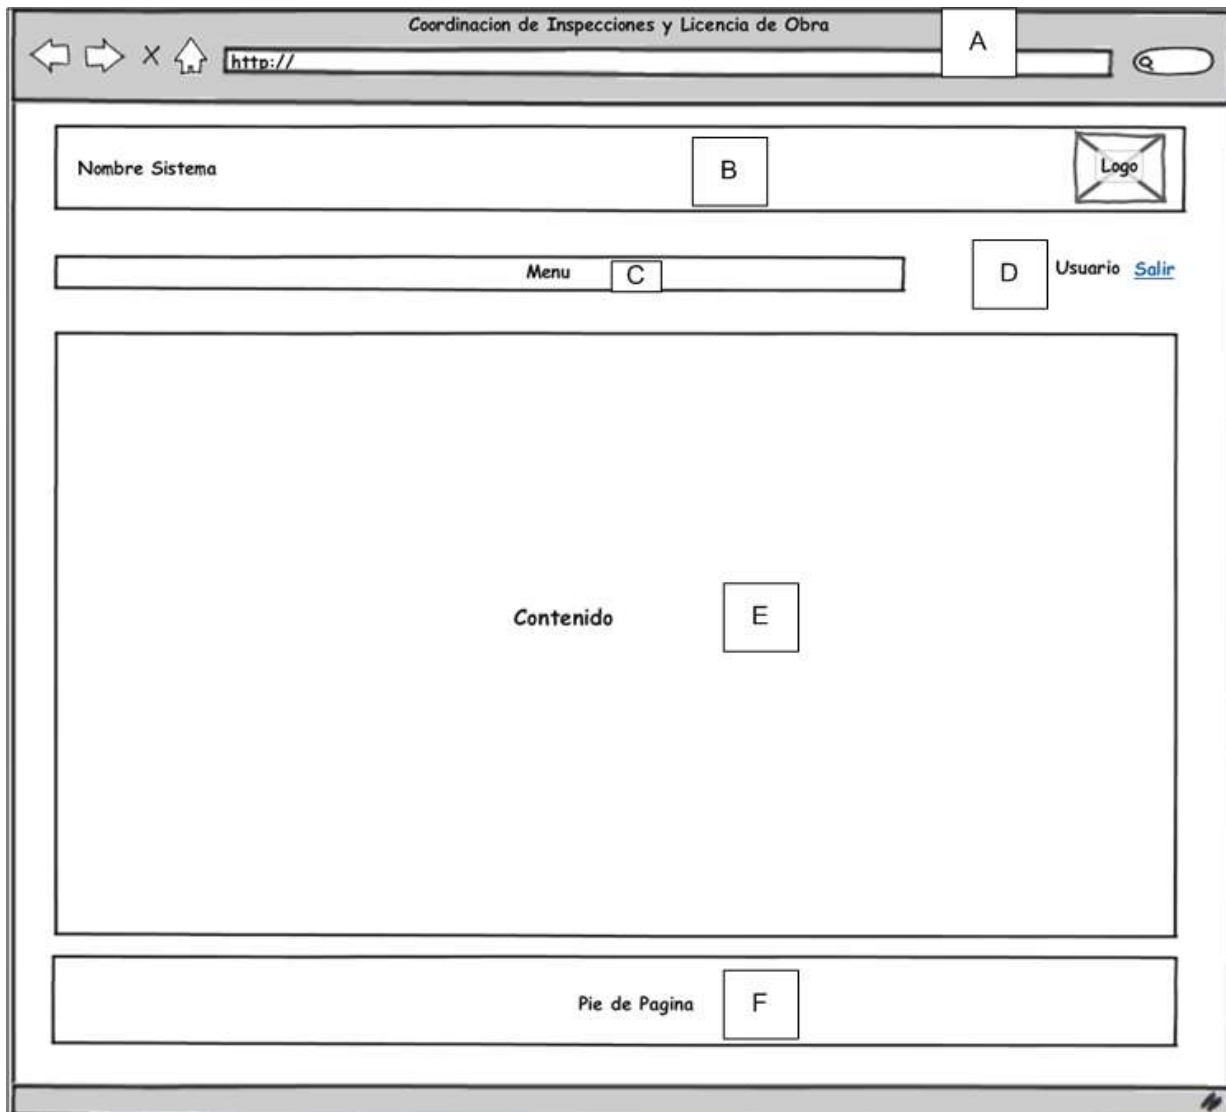 Coordinacion de Inspecciones y Licencia de Obra
A
http://
Nombre Sistema
B
Logo
Menu
C
D
Usuario Salir
Contenido
E
Pie de Pagina
F